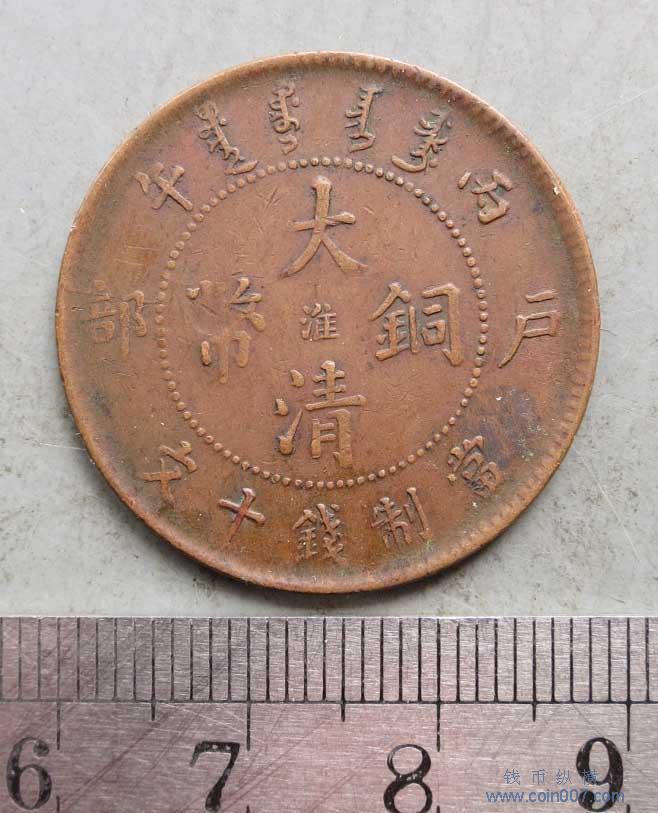 丙午
大清銅幣
淮
戶部
當制錢十文
6 7 8 9
钱币纵横
www.coin007.com